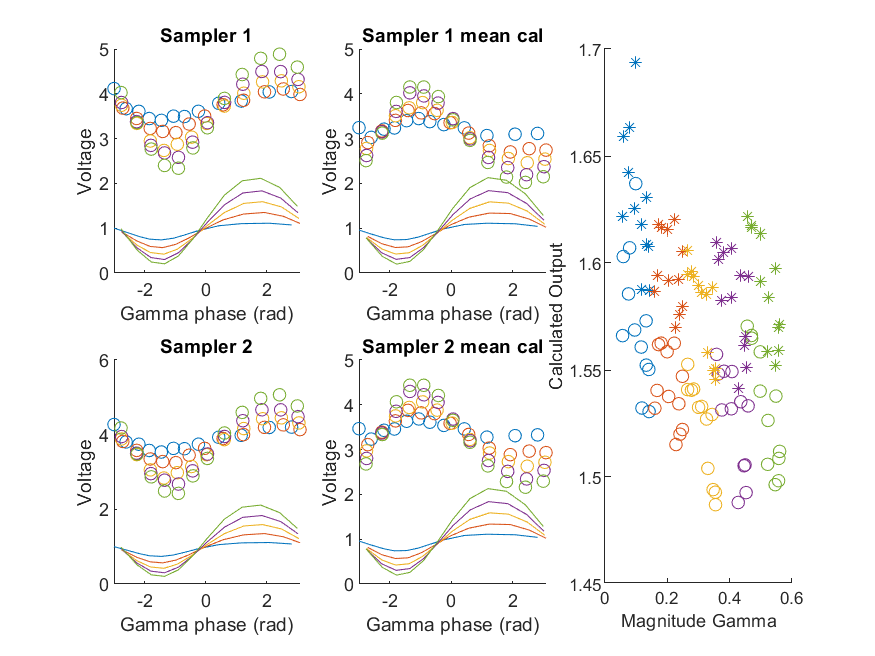 Sampler 1
5
4
3
2
1
0
Voltage
-2 0 2
Gamma phase (rad)
Sampler 1 mean cal
5
4
3
2
1
0
Voltage
-2 0 2
Gamma phase (rad)
Sampler 2
6
4
2
0
Voltage
-2 0 2
Gamma phase (rad)
Sampler 2 mean cal
5
4
3
2
1
0
Voltage
-2 0 2
Gamma phase (rad)
1.7
1.65
1.6
1.55
1.5
1.45
Calculated Output
0 0.2 0.4 0.6
Magnitude Gamma